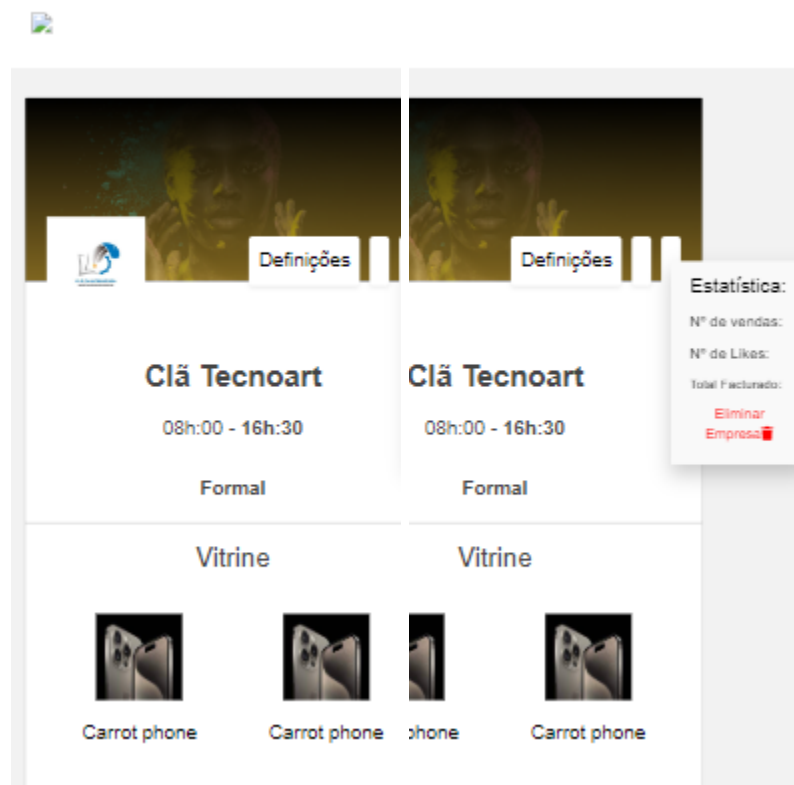 Definições
Clã Tecnoart
08h:00 - 16h:30
Formal
Vitrine
Carrot phone
Carrot phone
Definições
Clã Tecnoart
08h:00 - 16h:30
Formal
Vitrine
phone
Carrot phone
Estatística:
Nº de vendas:
Nº de Likes:
Total Facturado:
Eliminar
Empresa